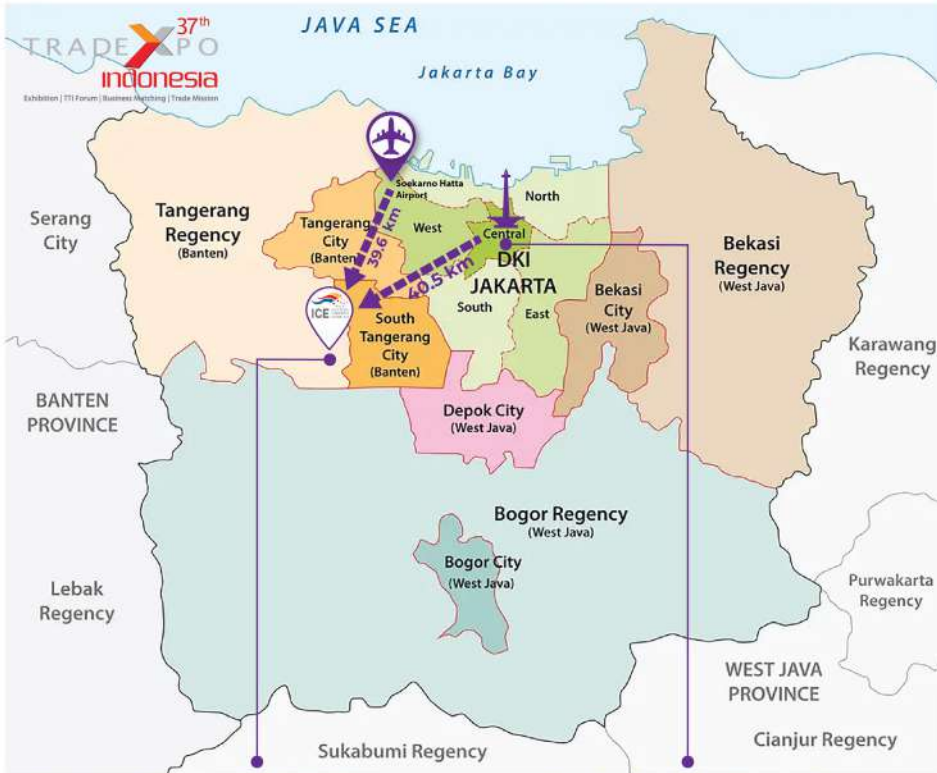 37th
TRADE XPO
indonesia
Exhibition | TTI Forum | Business Matching | Trade Mission
JAVA SEA
Jakarta Bay
Soekarno Hatta
Airport
North
Serang
City
Tangerang
Regency
(Banten)
Tangerang
City
(Banten)
39.6 km
West
Central
DKI
JAKARTA
40.5 km
Bekasi
Regency
(West Java)
Bekasi
City
(West Java)
ICE
South
Tangerang
City
(Banten)
South
East
Karawang
Regency
BANTEN
PROVINCE
Depok City
(West Java)
Bogor Regency
(West Java)
Bogor City
(West Java)
Lebak
Regency
Purwakarta
Regency
WEST JAVA
PROVINCE
Sukabumi Regency
Cianjur Regency